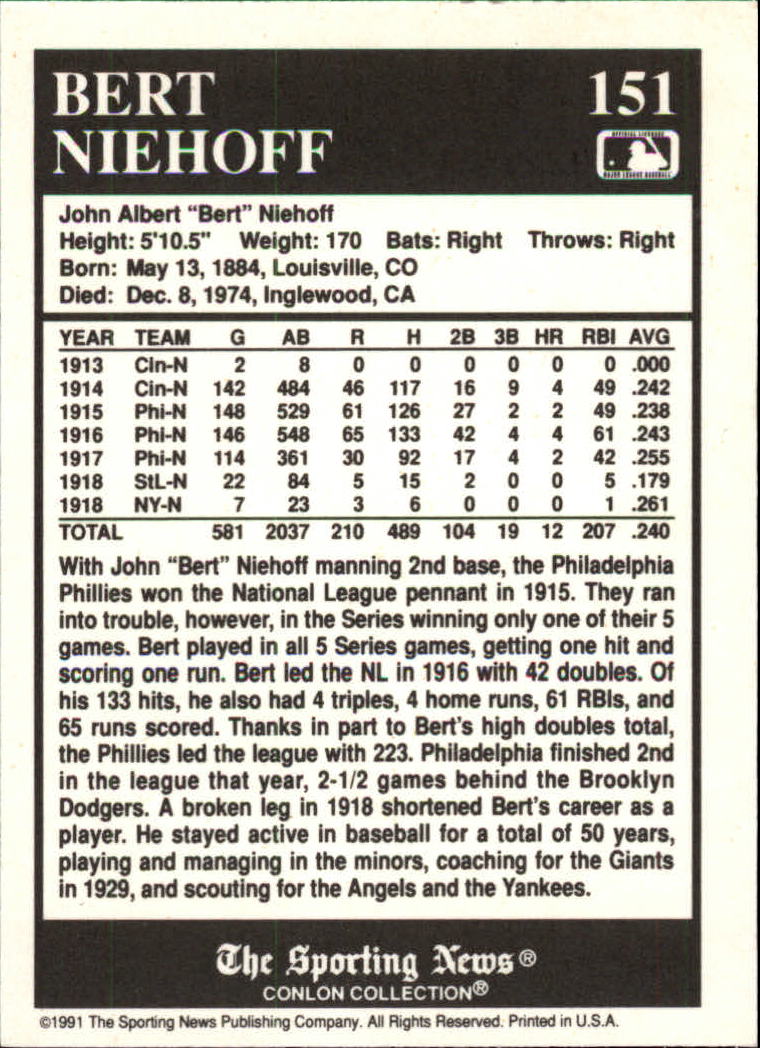 BERT
NIEHOFF
151
OFFICIAL LICENSEE
MAJOR LEAGUE BASEBALL
John Albert “Bert” Niehoff
Height: 5'10.5" Weight: 170 Bats: Right Throws: Right
Born: May 13, 1884, Louisville, CO
Died: Dec. 8, 1974, Inglewood, CA
YEAR TEAM G AB R H 2B 3B HR RBI AVG
1913 Cin-N 2 8 0 0 0 0 0 0 .000
1914 Cin-N 142 484 46 117 16 9 4 49 .242
1915 Phi-N 148 529 61 126 27 2 2 49 .238
1916 Phi-N 146 548 65 133 42 4 4 61 .243
1917 Phi-N 114 361 30 92 17 4 2 42 .255
1918 StL-N 22 84 5 15 2 0 0 5 .179
1918 NY-N 7 23 3 6 0 0 0 1 .261
TOTAL 581 2037 210 489 104 19 12 207 .240
With John “Bert” Niehoff manning 2nd base, the Philadelphia
Phillies won the National League pennant in 1915. They ran
into trouble, however, in the Series winning only one of their 5
games. Bert played in all 5 Series games, getting one hit and
scoring one run. Bert led the NL in 1916 with 42 doubles. Of
his 133 hits, he also had 4 triples, 4 home runs, 61 RBIs, and
65 runs scored. Thanks in part to Bert's high doubles total,
the Phillies led the league with 223. Philadelphia finished 2nd
in the league that year, 2-1/2 games behind the Brooklyn
Dodgers. A broken leg in 1918 shortened Bert's career as a
player. He stayed active in baseball for a total of 50 years,
playing and managing in the minors, coaching for the Giants
in 1929, and scouting for the Angels and the Yankees.
The Sporting News®
CONLON COLLECTION®
©1991 The Sporting News Publishing Company. All Rights Reserved. Printed in U.S.A.